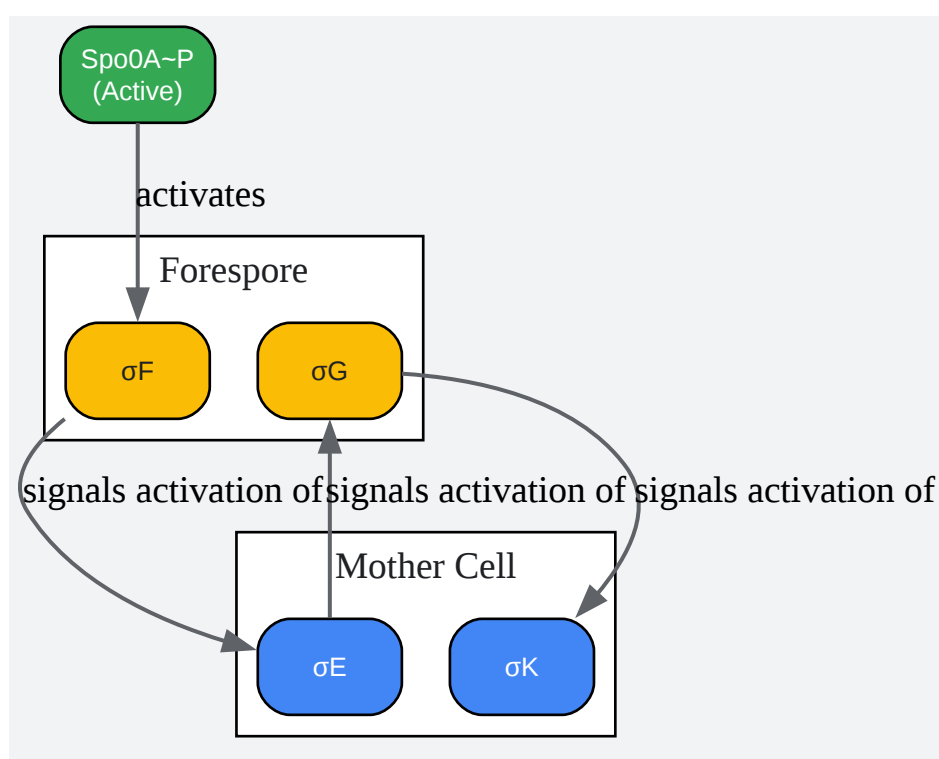 Spo0A~P
(Active)
activates
Forespore
σF
σG
signals activation of
signals activation of
signals activation of
Mother Cell
σE
σK